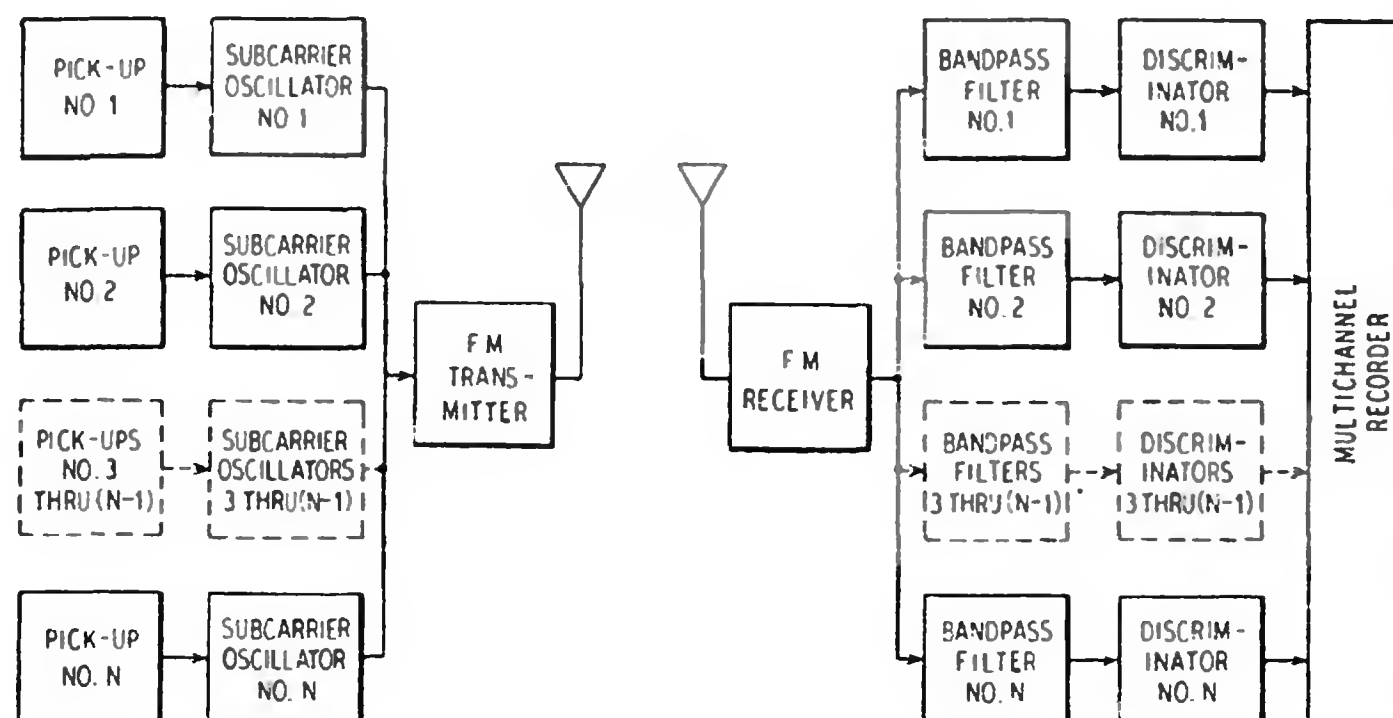 PICK-UP
NO 1
SUBCARRIER
OSCILLATOR
NO 1
BANDPASS
FILTER
NO. 1
DISCRIM-
INATOR
NO. 1
PICK-UP
NO. 2
SUBCARRIER
OSCILLATOR
NO. 2
BANDPASS
FILTER
NO. 2
DISCRIM-
INATOR
NO. 2
FM
TRANS-
MITTER
FM
RECEIVER
MULTICHANNEL
RECORDER
PICK-UPS
NO. 3
THRU (N-1)
SUBCARRIER
OSCILLATORS
3 THRU (N-1)
BANDPASS
FILTERS
3 THRU (N-1)
DISCRIM-
INATORS
3 THRU (N-1)
PICK-UP
NO. N
SUBCARRIER
OSCILLATOR
NO. N
BANDPASS
FILTER
NO. N
DISCRIM-
INATOR
NO. N